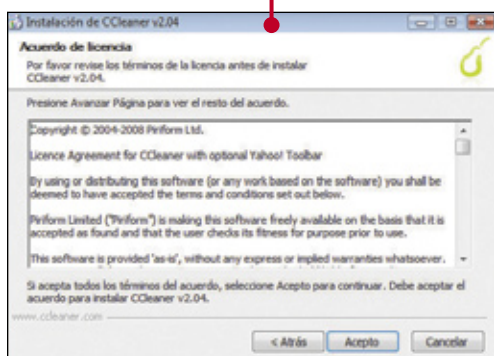 Instalación de CCleaner v2.04
Acuerdo de licencia
Por favor revise los términos de la licencia antes de instalar
CCleaner v2.04.
Presione Avanzar Página para ver el resto del acuerdo.
Copyright © 2004-2008 Piriform Ltd.
Licence Agreement for CCleaner with optional Yahoo! Toolbar
By using or distributing this software (or any work based on the software) you shall be
deemed to have accepted the terms and conditions set out below.
Piriform Limited ("Piriform") is making this software freely available on the basis that it is
accepted as found and that the user checks its fitness for purpose prior to use.
This software is provided 'as-is', without any express or implied warranties whatsoever.
Si acepta todos los términos del acuerdo, seleccione Acepto para continuar. Debe aceptar el
acuerdo para instalar CCleaner v2.04.
www.ccleaner.com
< Atrás Acepto Cancelar